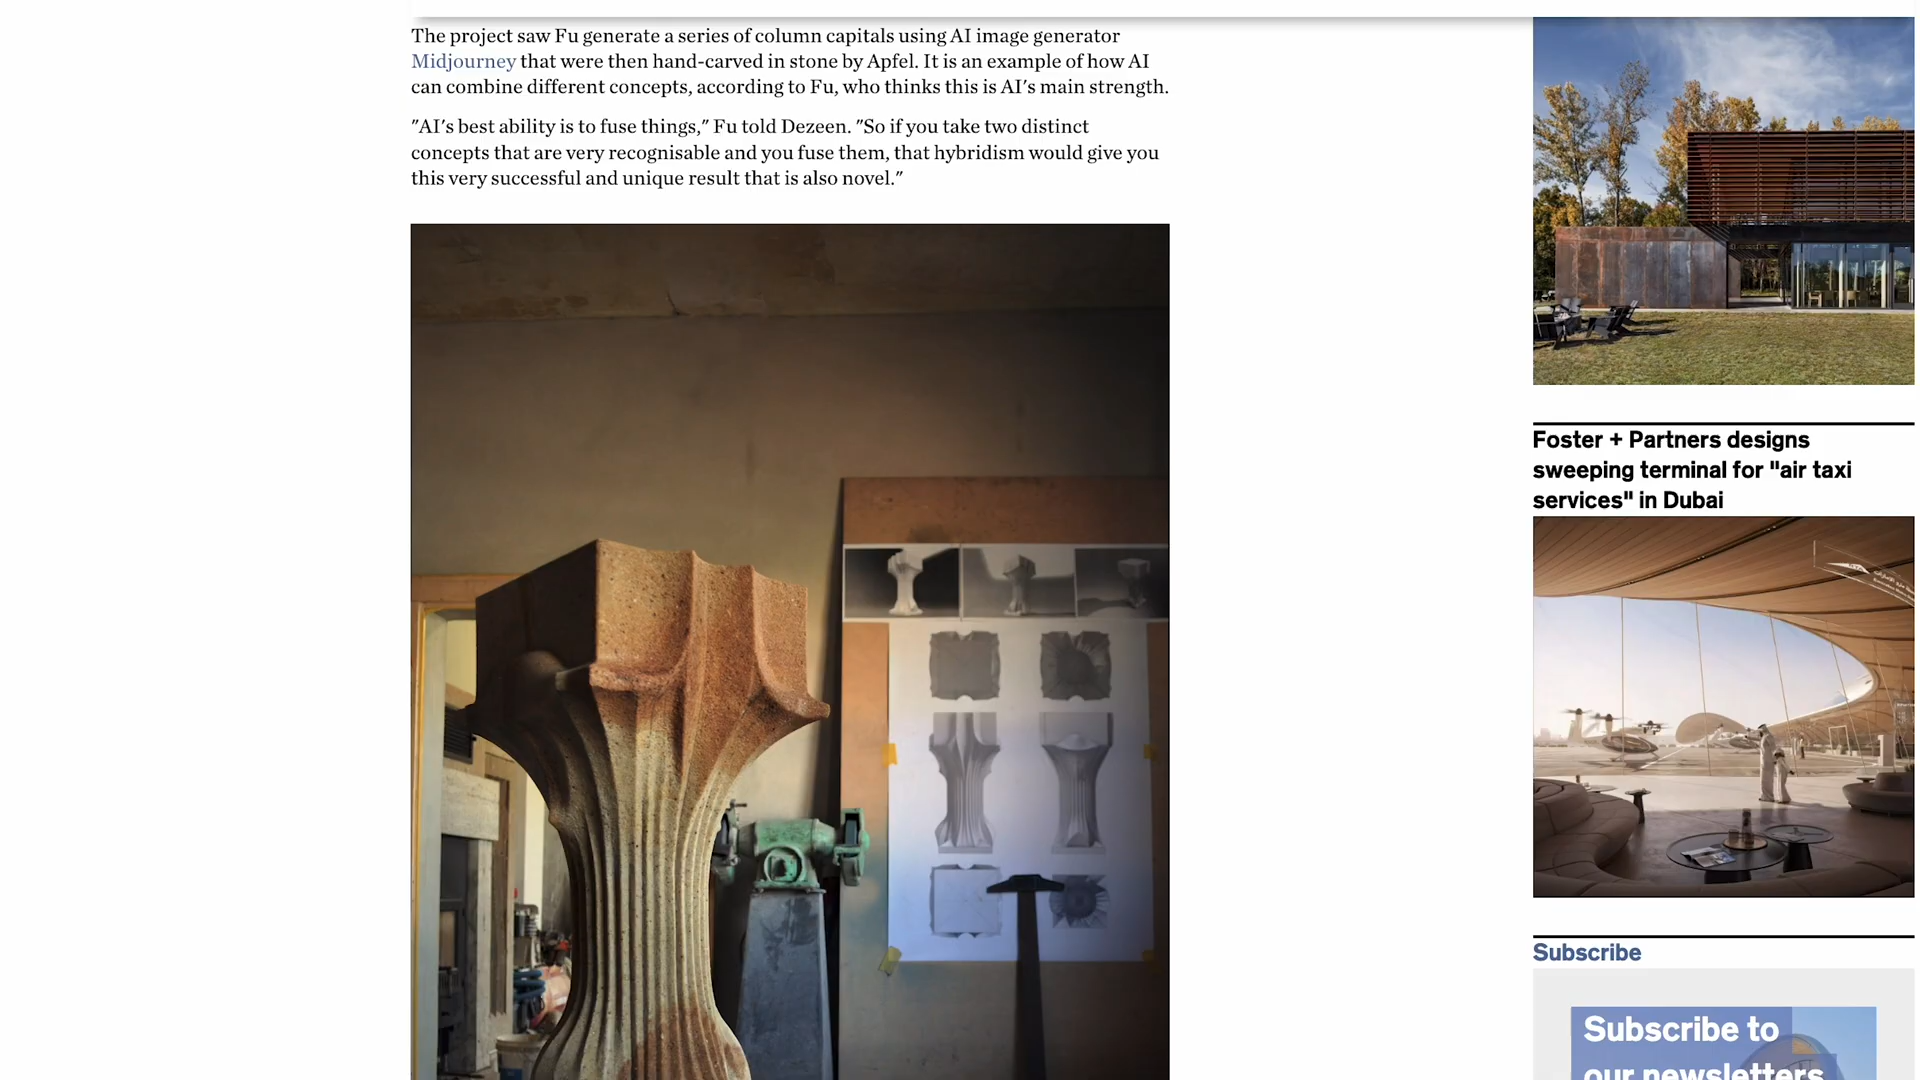 The project saw Fu generate a series of column capitals using AI image generator
Midjourney that were then hand-carved in stone by Apfel. It is an example of how AI
can combine different concepts, according to Fu, who thinks this is AI's main strength.
"AI's best ability is to fuse things," Fu told Dezeen. "So if you take two distinct
concepts that are very recognisable and you fuse them, that hybridism would give you
this very successful and unique result that is also novel."
Foster + Partners designs
sweeping terminal for "air taxi
services" in Dubai
Subscribe
Subscribe to
our newsletters